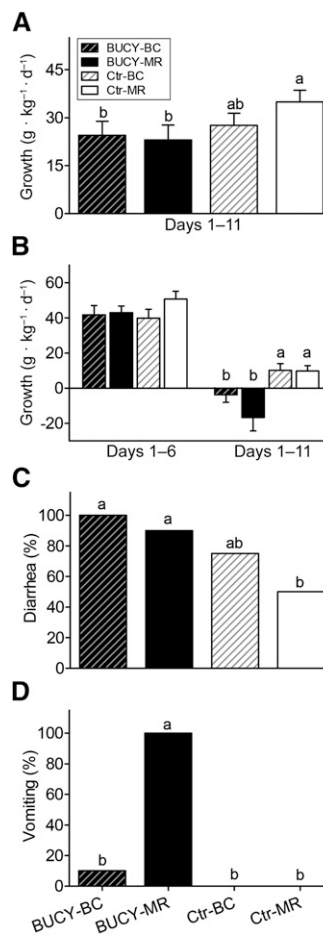 A
BUCY-BC
BUCY-MR
Ctr-BC
Ctr-MR
Growth (g · kg⁻¹ · d⁻¹)
45
30
15
0
b
b
ab
a
Days 1–11
B
Growth (g · kg⁻¹ · d⁻¹)
60
40
20
0
-20
b
b
a
a
Days 1–6
Days 1–11
C
Diarrhea (%)
100
80
60
40
20
0
a
a
ab
b
D
Vomiting (%)
100
80
60
40
20
0
b
a
b
b
BUCY-BC
BUCY-MR
Ctr-BC
Ctr-MR